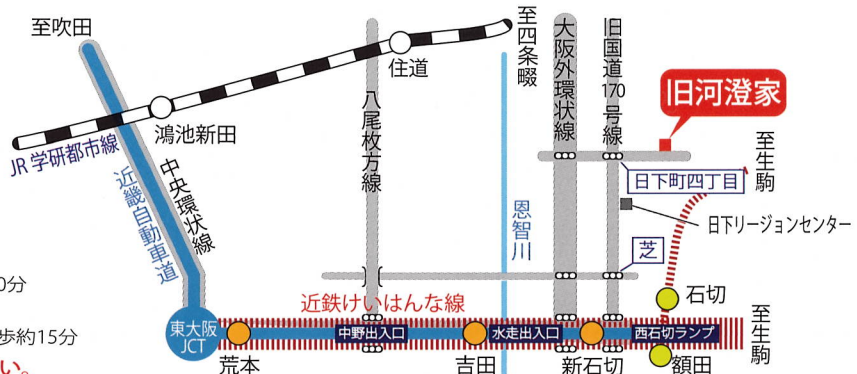 至吹田
住道
鴻池新田
JR 学研都市線
近畿自動車道
中央環状線
八尾枚方線
至四条畷
恩智川
大阪外環状線
旧国道170号線
旧河澄家
至生駒
日下町四丁目
日下リージョンセンター
芝
石切
近鉄けいはんな線
東大阪
JCT
荒本
中野出入口
吉田
水走出入口
新石切
西石切ランプ
額田
至生駒
0分
歩約15分
い。